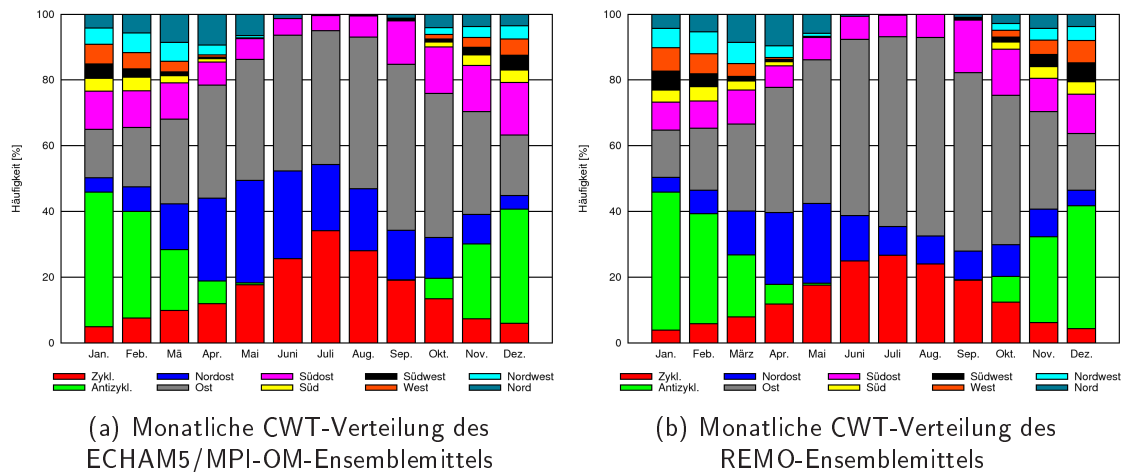 100
80
60
40
20
0
Häufigkeit [%]
Jan. Feb. Mä Apr. Mai Juni Juli Aug. Sep. Okt. Nov. Dez.
Zykl. Nordost Südost Südwest Nordwest
Antizykl. Ost Süd West Nord
(a) Monatliche CWT-Verteilung des
ECHAM5/MPI-OM-Ensemblemittels
100
80
60
40
20
0
Häufigkeit [%]
Jan. Feb. März Apr. Mai Juni Juli Aug. Sep. Okt. Nov. Dez.
Zykl. Nordost Südost Südwest Nordwest
Antizykl. Ost Süd West Nord
(b) Monatliche CWT-Verteilung des
REMO-Ensemblemittels